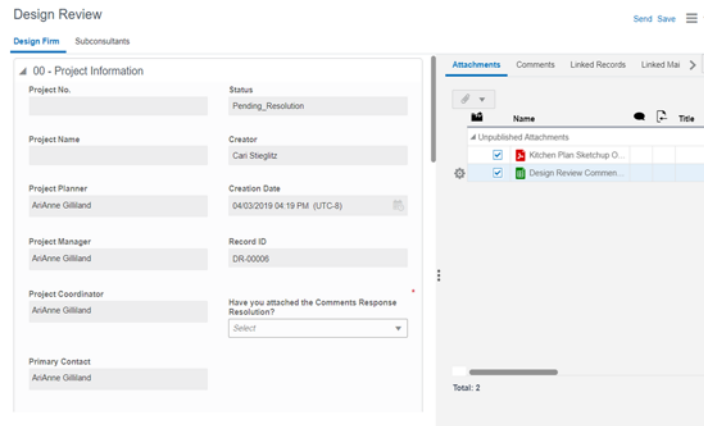 Design Review
Send Save
Design Firm Subconsultants
00 - Project Information
Project No.
Status
Pending_Resolution
Project Name
Creator
Cari Stieglitz
Project Planner
AriAnne Gilliland
Creation Date
04/03/2019 04:19 PM (UTC-8)
Project Manager
AriAnne Gilliland
Record ID
DR-00006
Project Coordinator
AriAnne Gilliland
Have you attached the Comments Response
Resolution?
*
Select
Primary Contact
AriAnne Gilliland
Attachments Comments Linked Records Linked Mai
Name Title
Unpublished Attachments
Kitchen Plan Sketchup O...
Design Review Commen...
Total: 2